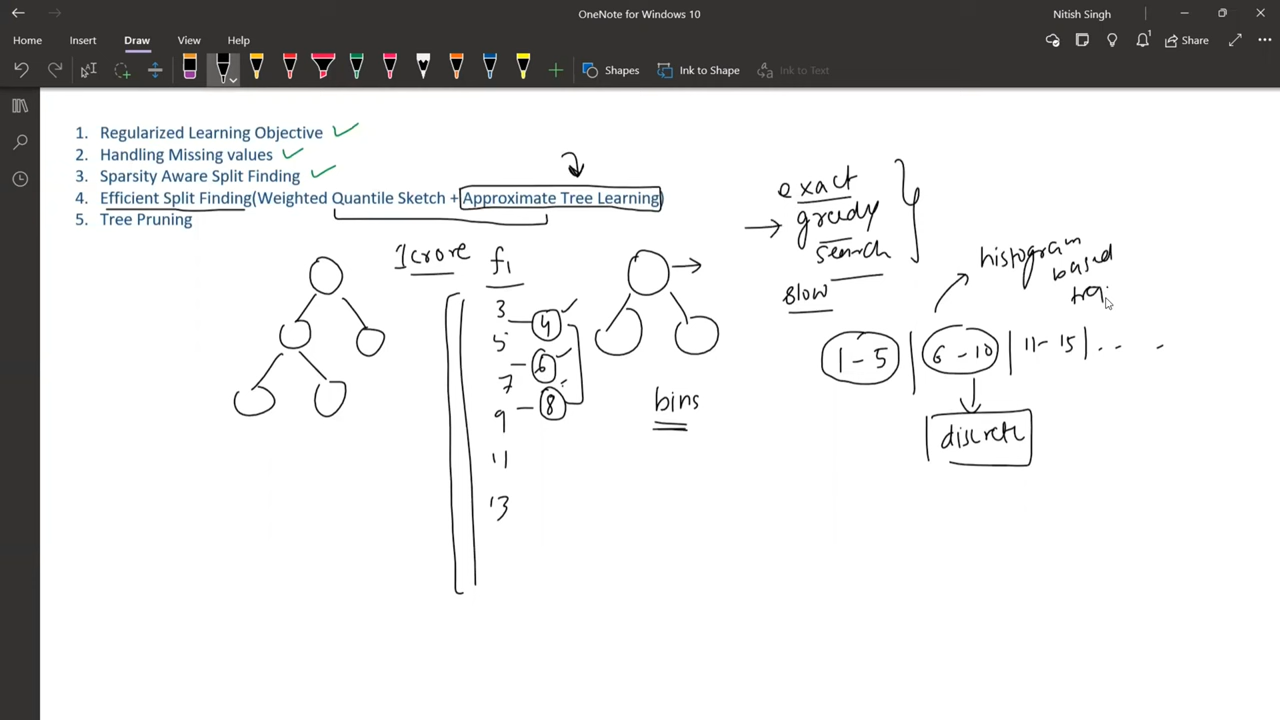 OneNote for Windows 10
Nitish Singh
Home Insert Draw View Help
Share
Shapes
Ink to Shape
Ink to Text
1. Regularized Learning Objective
2. Handling Missing values
3. Sparsity Aware Split Finding
4. Efficient Split Finding(Weighted Quantile Sketch + Approximate Tree Learning)
5. Tree Pruning
exact
greedy
search
slow
1 crore
f1
3
4
5
6
7
8
9
11
13
bins
histogram
based
1 - 5 | 6 - 10 | 11 - 15 | . . .
discrete